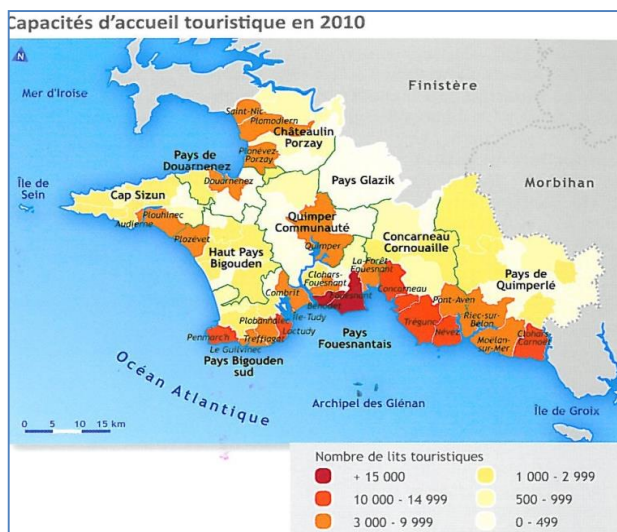 Capacités d'accueil touristique en 2010
N
Mer d'Iroise
Finistère
Saint-Nic
Plomodiern
Châteaulin
Porzay
Plonévez-
Porzay
Pays de
Douarnenez
Douarnenez
Île de
Sein
Cap Sizun
Pays Glazik
Morbihan
Plouhinec
Audierne
Quimper
Communauté
Plozévet
Quimper
Concarneau
Cornouaille
Haut Pays
Bigouden
Pays de
Quimperlé
La-Forêt-
Fouesnant
Clohars-
Fouesnant
Combrit
Fouesnant
Bénodet
Concarneau
Pont-Aven
Île-Tudy
Riec-sur-
Bélon
Plobannalec
Loctudy
Trégunc
Névez
Moëlan-
sur-Mer
Clohars-
Carnoët
Penmarch
Le Guilvinec
Treffiagat
Pays Bigouden
sud
Pays
Fouesnantais
Océan Atlantique
Archipel des Glénan
Île de Groix
0 5 10 15 km
Nombre de lits touristiques
+ 15 000
10 000 - 14 999
3 000 - 9 999
1 000 - 2 999
500 - 999
0 - 499